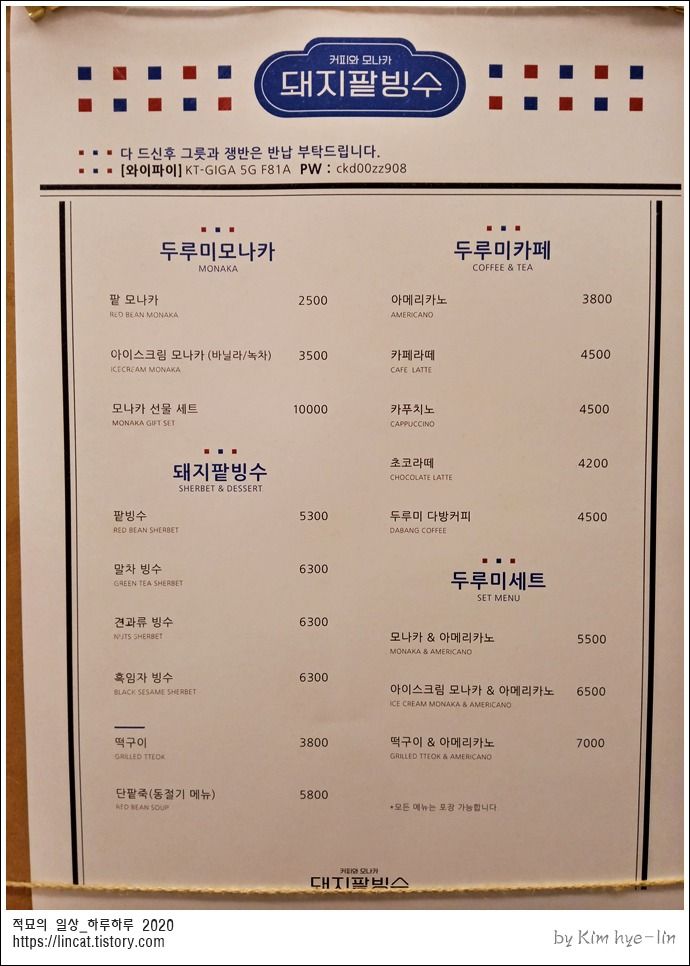 커피와 모나카
돼지팥빙수
다 드신후 그릇과 쟁반은 반납 부탁드립니다.
[와이파이] KT-GIGA 5G F81A PW : ckd00zz908
두루미모나카
MONAKA
팥 모나카 2500
RED BEAN MONAKA
아이스크림 모나카 (바닐라/녹차) 3500
ICECREAM MONAKA
모나카 선물 세트 10000
MONAKA GIFT SET
돼지팥빙수
SHERBET & DESSERT
팥빙수 5300
RED BEAN SHERBET
말차 빙수 6300
GREEN TEA SHERBET
견과류 빙수 6300
NUTS SHERBET
흑임자 빙수 6300
BLACK SESAME SHERBET
떡구이 3800
GRILLED TTEOK
단팥죽(동절기 메뉴) 5800
RED BEAN SOUP
두루미카페
COFFEE & TEA
아메리카노 3800
AMERICANO
카페라떼 4500
CAFE LATTE
카푸치노 4500
CAPPUCCINO
초코라떼 4200
CHOCOLATE LATTE
두루미 다방커피 4500
DABANG COFFEE
두루미세트
SET MENU
모나카 & 아메리카노 5500
MONAKA & AMERICANO
아이스크림 모나카 & 아메리카노 6500
ICE CREAM MONAKA & AMERICANO
떡구이 & 아메리카노 7000
GRILLED TTEOK & AMERICANO
*모든 메뉴는 포장 가능합니다
커피와 모나카
돼지팥빙수
적묘의 일상_하루하루 2020
https://lincat.tistory.com
by Kim hye-lin